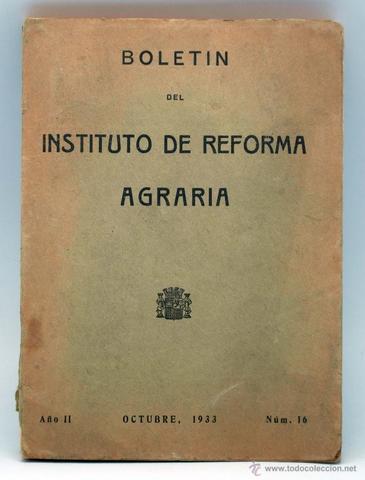 BOLETIN
DEL
INSTITUTO DE REFORMA
AGRARIA
Año II OCTUBRE, 1933 Núm. 16
www.todocoleccion.net